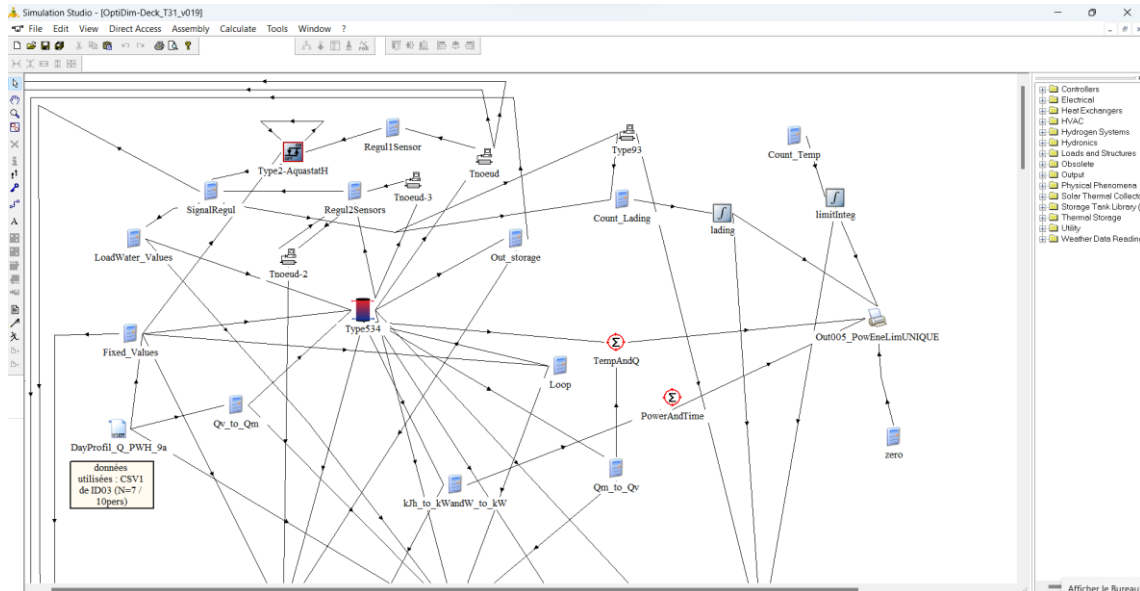 Simulation Studio - [OptiDim-Deck_T31_v019]
File Edit View Direct Access Assembly Calculate Tools Window ?
Type93
Count_Temp
Regul1Sensor
Tnoeud
Type2-AquastatH
Tnoeud-3
SignalRegul
Regul2Sensors
Count_Lading
lading
limitInteg
LoadWater_Values
Tnoeud-2
Out_storage
Type534
Fixed_Values
TempAndQ
Out005_PowEneLimUNIQUE
Loop
PowerAndTime
Qv_to_Qm
DayProfil_Q_PWH_9a
zero
données
utilisées : CSV1
de ID03 (N=7 /
10pers)
kJh_to_kWandW_to_kW
Qm_to_Qv
Controllers
Electrical
Heat Exchangers
HVAC
Hydrogen Systems
Hydronics
Loads and Structures
Obsolete
Output
Physical Phenomena
Solar Thermal Collecto
Storage Tank Library (
Thermal Storage
Utility
Weather Data Reading
Afficher le Bureau